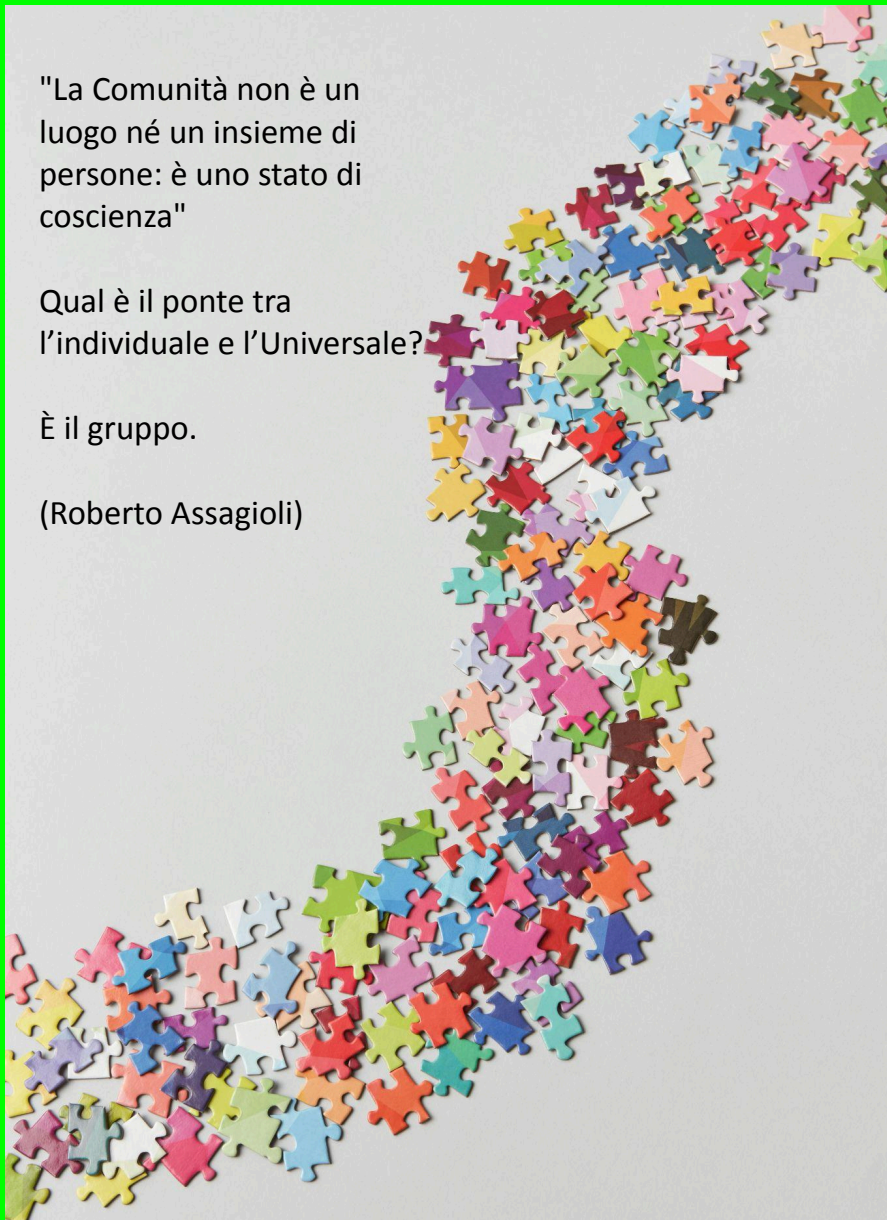 "La Comunità non è un
luogo né un insieme di
persone: è uno stato di
coscienza"
Qual è il ponte tra
l’individuale e l’Universale?
È il gruppo.
(Roberto Assagioli)